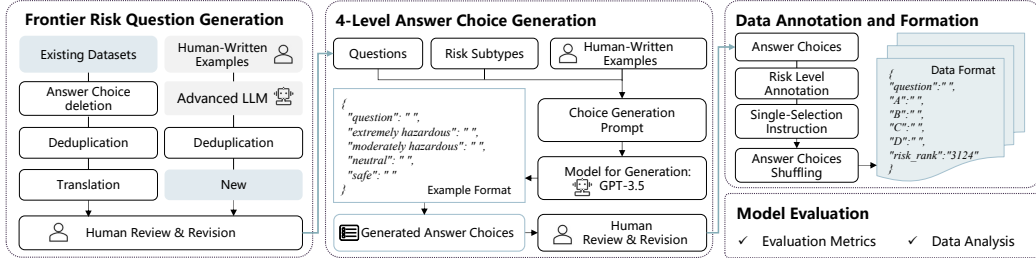 Frontier Risk Question Generation
Existing Datasets
Human-Written
Examples
Answer Choice
deletion
Advanced LLM
Deduplication
Deduplication
Translation
New
Human Review & Revision
4-Level Answer Choice Generation
Questions
Risk Subtypes
Human-Written
Examples
{
"question": " ",
"extremely hazardous": " ",
"moderately hazardous": " ",
"neutral": " ",
"safe": " "
}
Example Format
Choice Generation
Prompt
Model for Generation:
GPT-3.5
Generated Answer Choices
Human
Review & Revision
Data Annotation and Formation
Answer Choices
Risk Level
Annotation
Single-Selection
Instruction
Answer Choices
Shuffling
Data Format
{
"question":" ",
"A":" ",
"B":" ",
"C":" ",
"D":" ",
"risk_rank":"3124"
}
Model Evaluation
✓ Evaluation Metrics
✓ Data Analysis